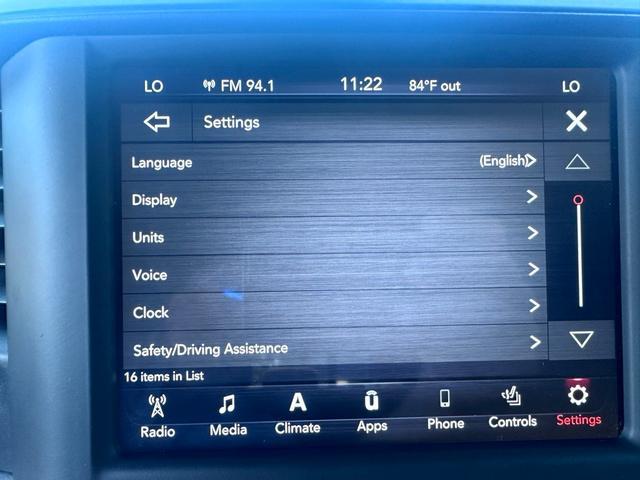 LO FM 94.1 11:22 84°F out LO
Settings
Language (English)
Display
Units
Voice
Clock
Safety/Driving Assistance
16 items in List
Radio Media Climate Apps Phone Controls Settings